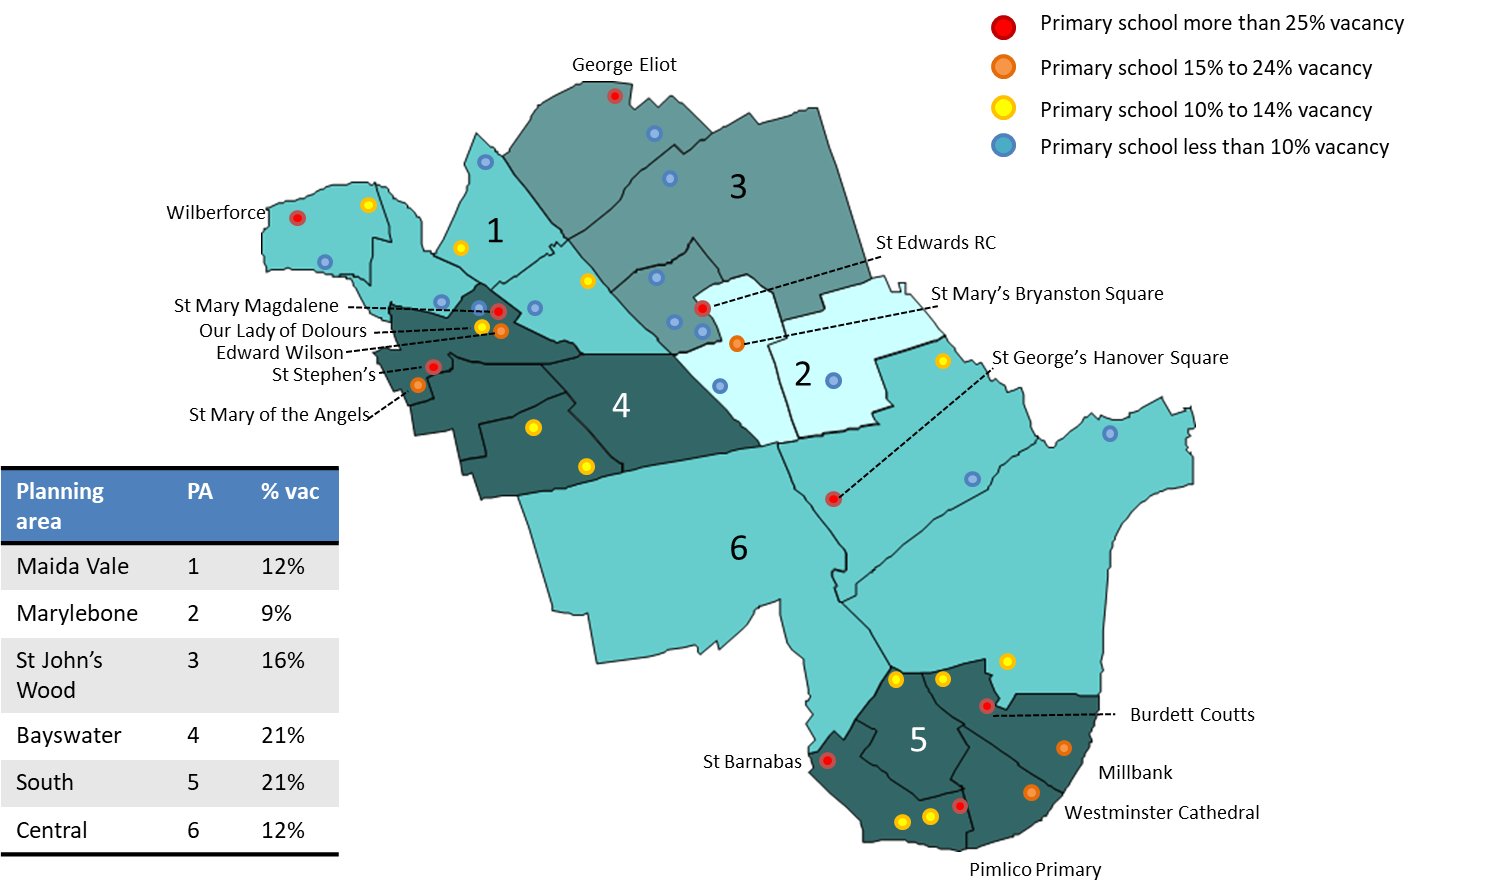 Primary school more than 25% vacancy
Primary school 15% to 24% vacancy
Primary school 10% to 14% vacancy
Primary school less than 10% vacancy
George Eliot
3
Wilberforce
1
St Edwards RC
St Mary's Bryanston Square
St Mary Magdalene
Our Lady of Dolours
Edward Wilson
St Stephen's
St Mary of the Angels
St George's Hanover Square
2
4
6
5
Burdett Coutts
St Barnabas
Millbank
Westminster Cathedral
Pimlico Primary
Planning area PA % vac
Maida Vale 1 12%
Marylebone 2 9%
St John's Wood 3 16%
Bayswater 4 21%
South 5 21%
Central 6 12%